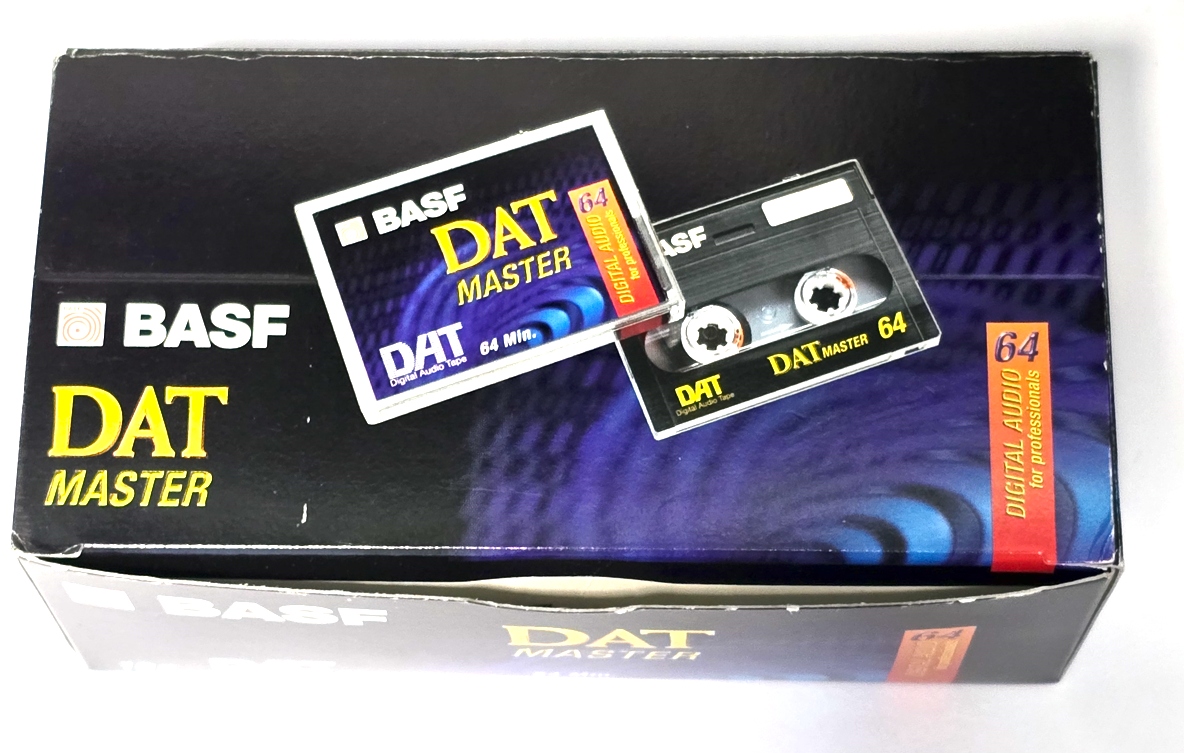 BASF
DAT
MASTER
64
DIGITAL AUDIO
for professionals
DAT
Digital Audio Tape
64 Min.
ASF
DAT MASTER 64
DAT
Digital Audio Tape
BASF
DAT
MASTER
64
DIGITAL AUDIO
for professionals
BASF
DAT
MASTER
64